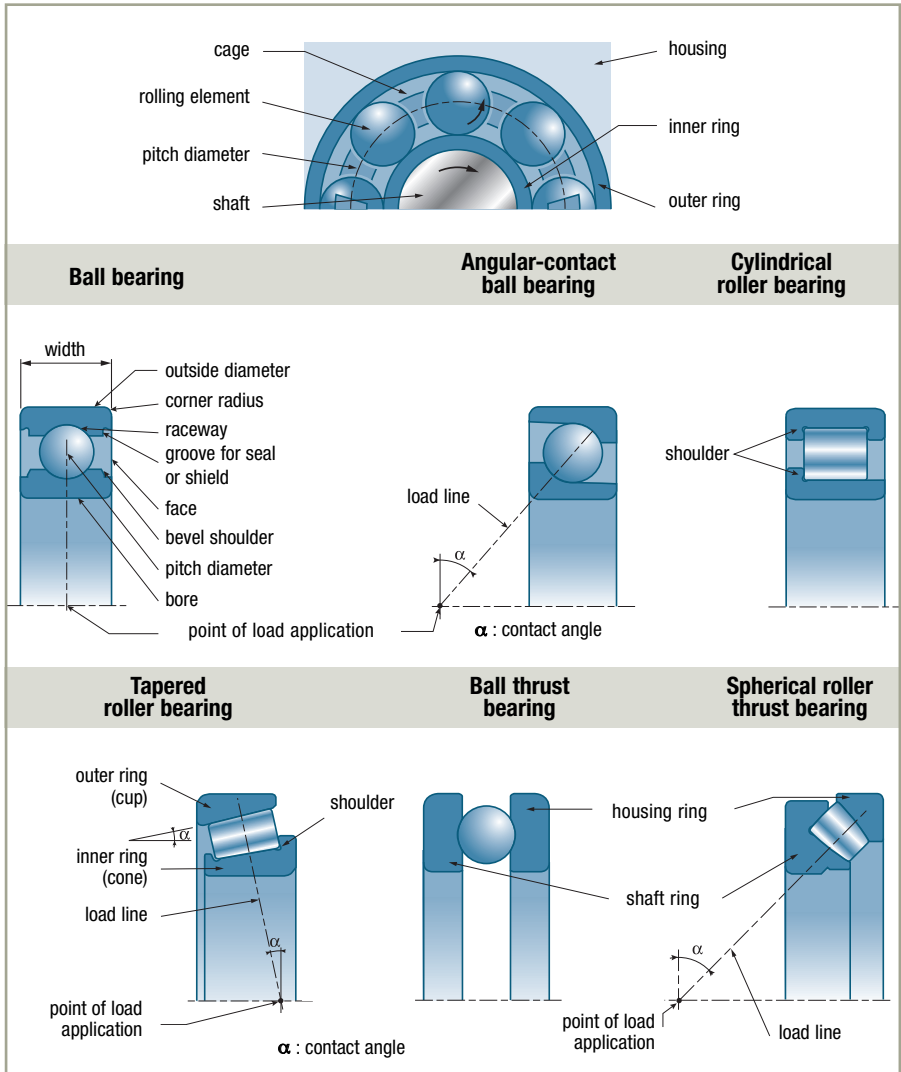 cage
housing
rolling element
inner ring
pitch diameter
shaft
outer ring
Ball bearing
Angular-contact
ball bearing
Cylindrical
roller bearing
width
outside diameter
corner radius
raceway
groove for seal
or shield
face
bevel shoulder
pitch diameter
bore
point of load application
load line
α
α : contact angle
shoulder
Tapered
roller bearing
Ball thrust
bearing
Spherical roller
thrust bearing
outer ring
(cup)
shoulder
α
inner ring
(cone)
load line
α
point of load
application
α : contact angle
housing ring
shaft ring
α
point of load
application
load line